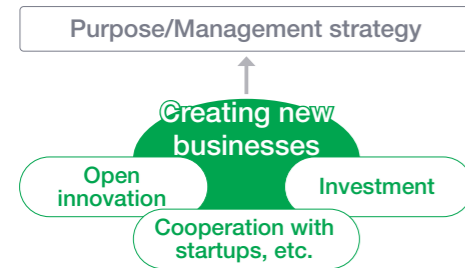 Purpose/Management strategy
Creating new
businesses
Open
innovation
Investment
Cooperation with
startups, etc.